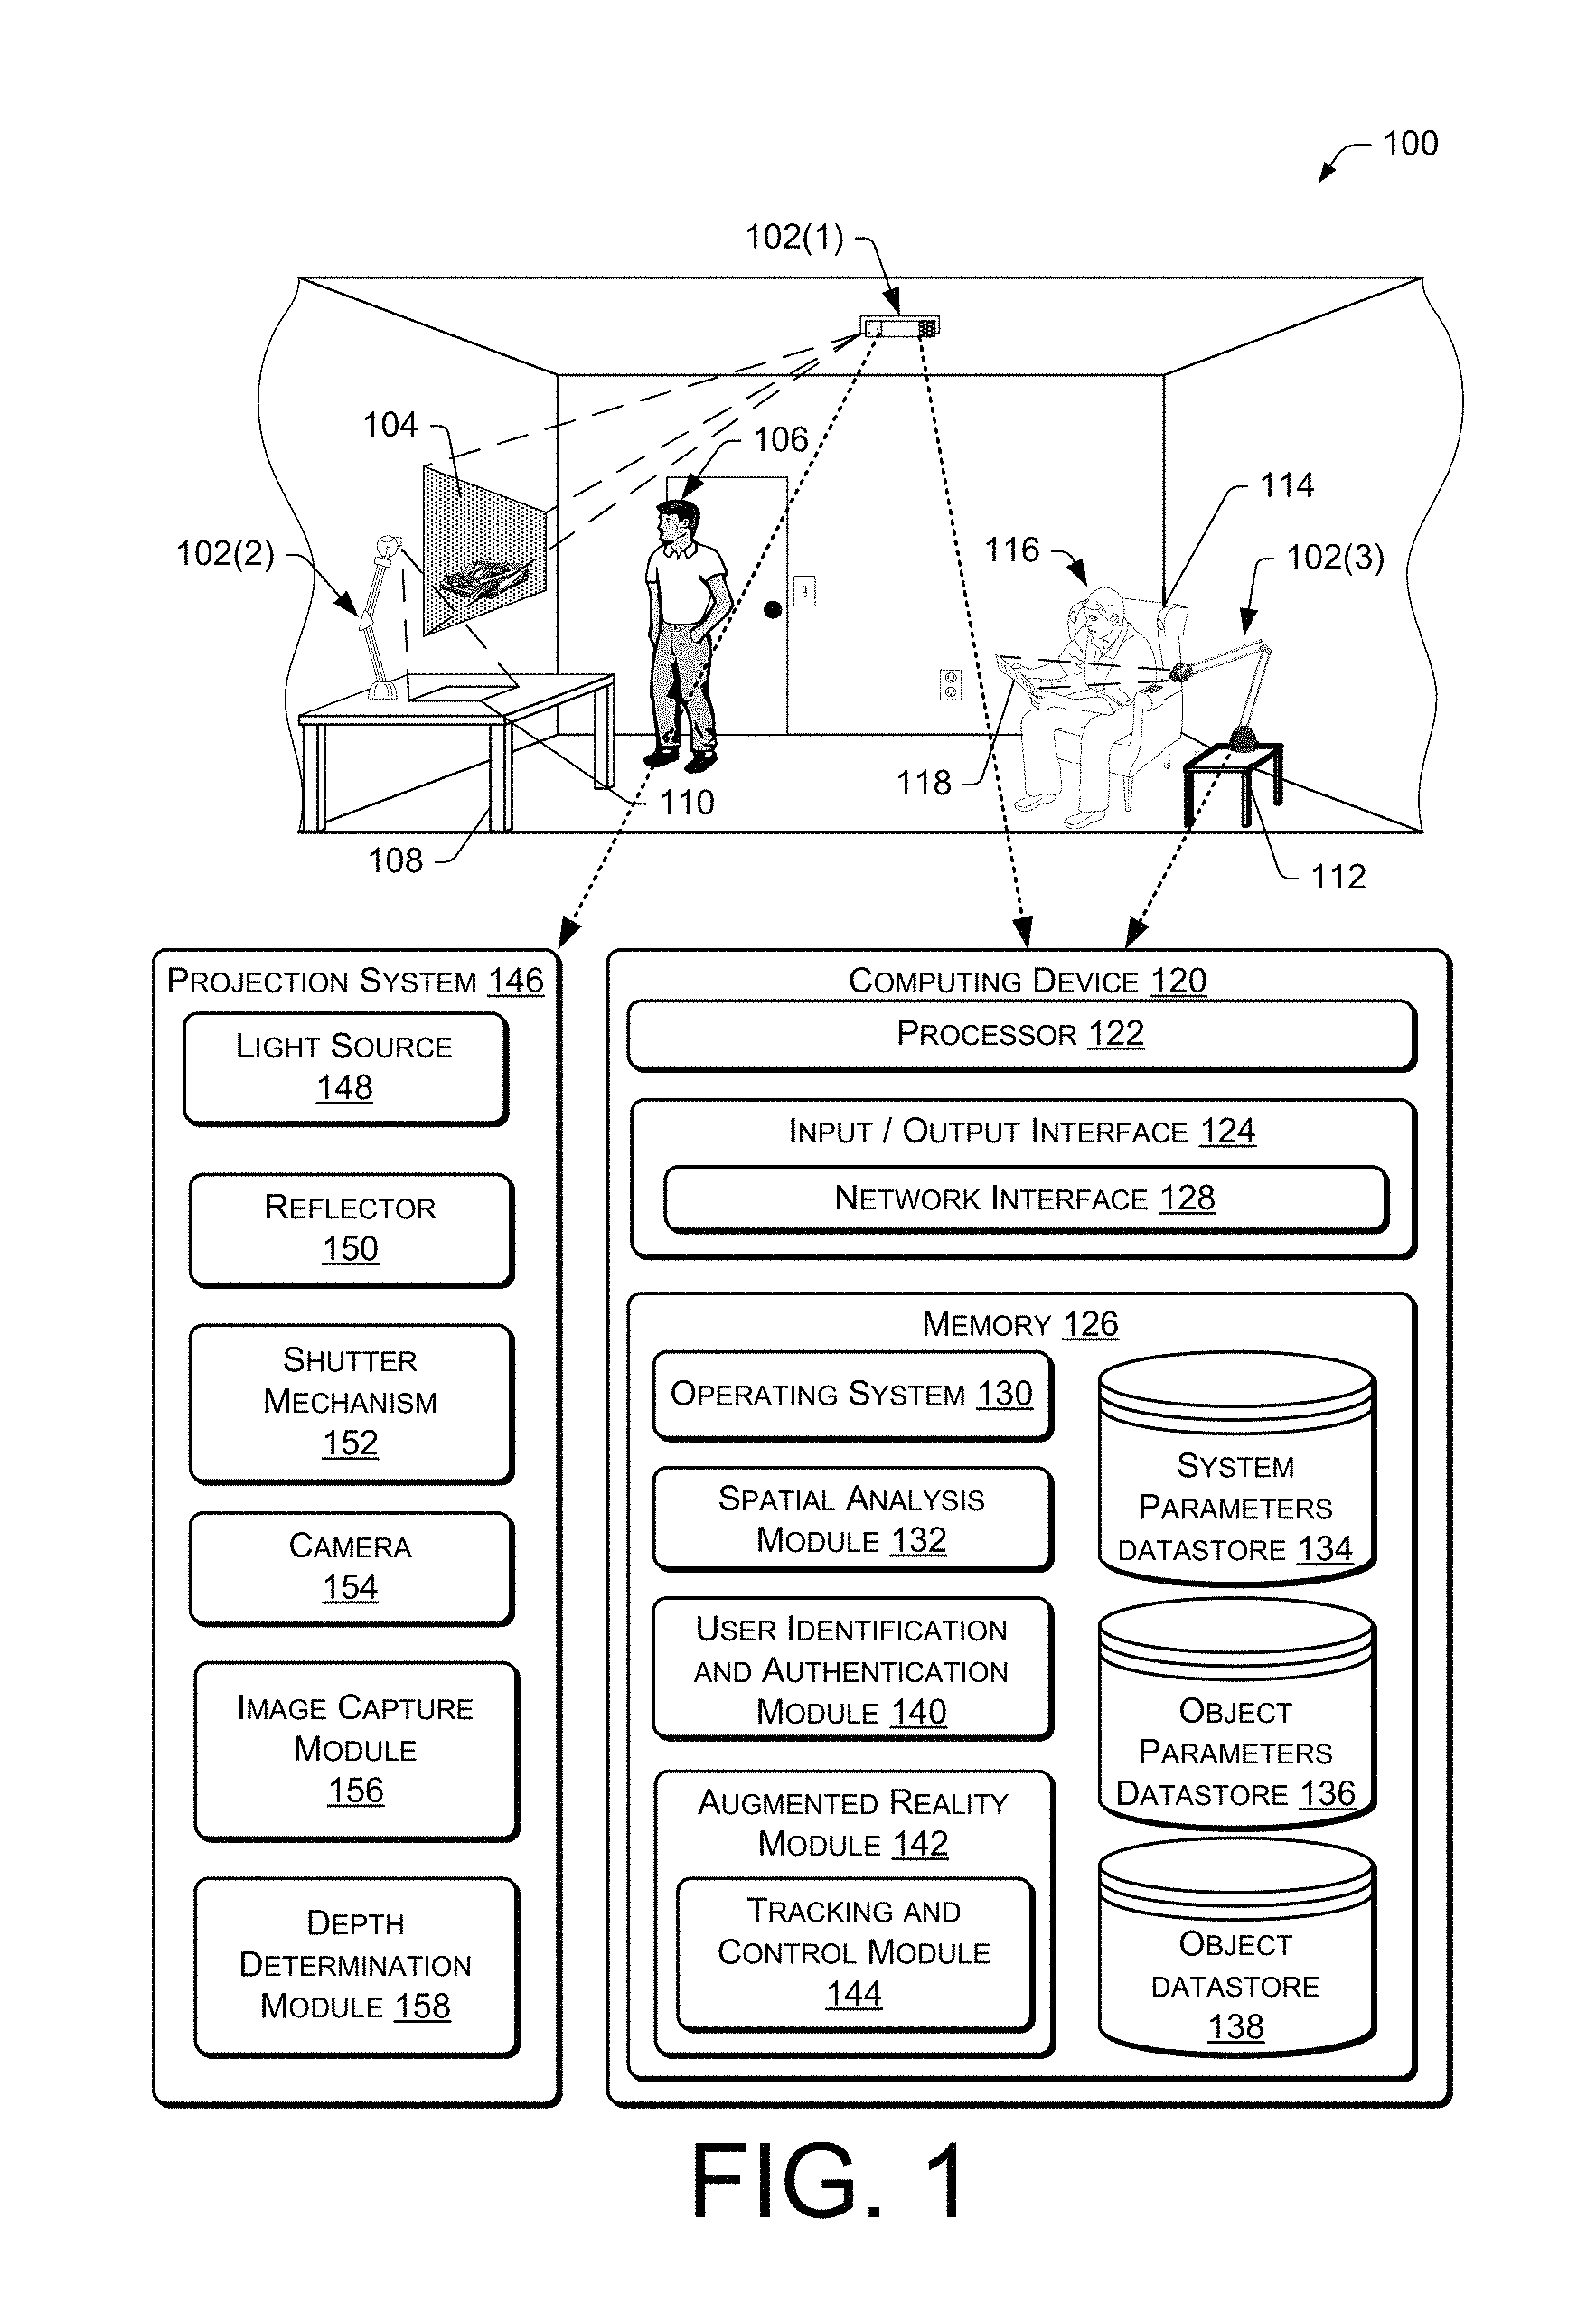 100
102(1)
104
106
114
102(2)
116
102(3)
118
110
108
112
PROJECTION SYSTEM 146
LIGHT SOURCE
148
REFLECTOR
150
SHUTTER
MECHANISM
152
CAMERA
154
IMAGE CAPTURE
MODULE
156
DEPTH
DETERMINATION
MODULE 158
COMPUTING DEVICE 120
PROCESSOR 122
INPUT / OUTPUT INTERFACE 124
NETWORK INTERFACE 128
MEMORY 126
OPERATING SYSTEM 130
SPATIAL ANALYSIS
MODULE 132
USER IDENTIFICATION
AND AUTHENTICATION
MODULE 140
AUGMENTED REALITY
MODULE 142
TRACKING AND
CONTROL MODULE
144
SYSTEM
PARAMETERS
DATASTORE 134
OBJECT
PARAMETERS
DATASTORE 136
OBJECT
DATASTORE
138
FIG. 1